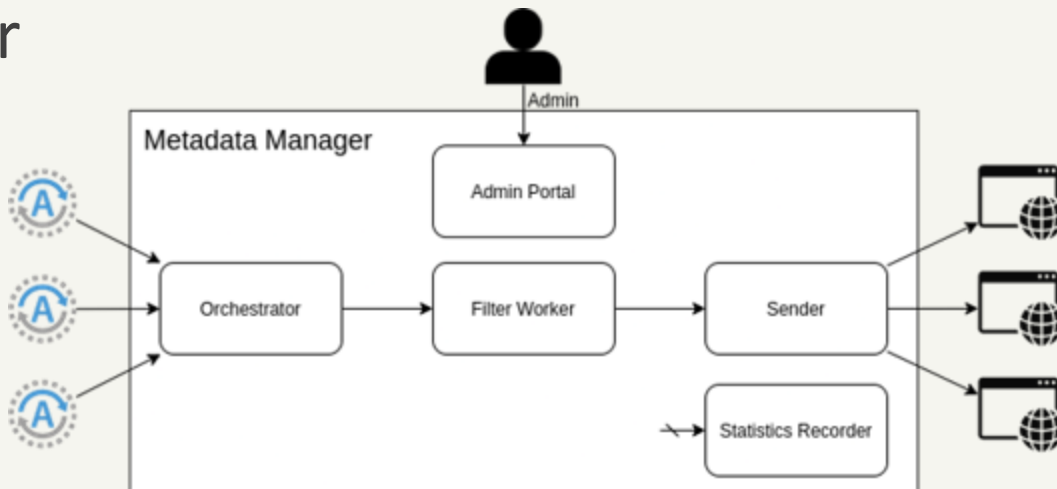 r
Admin
Metadata Manager
Admin Portal
A
A
A
Orchestrator
Filter Worker
Sender
Statistics Recorder